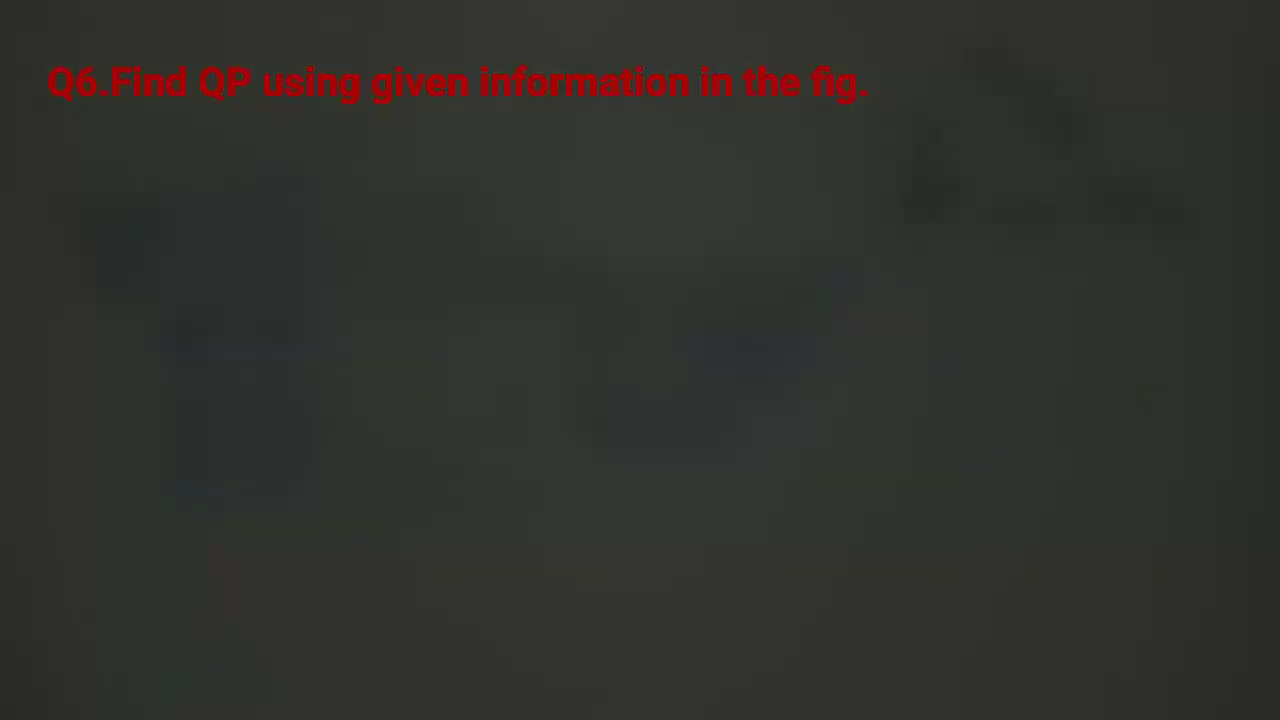 Q6.Find QP using given information in the fig.